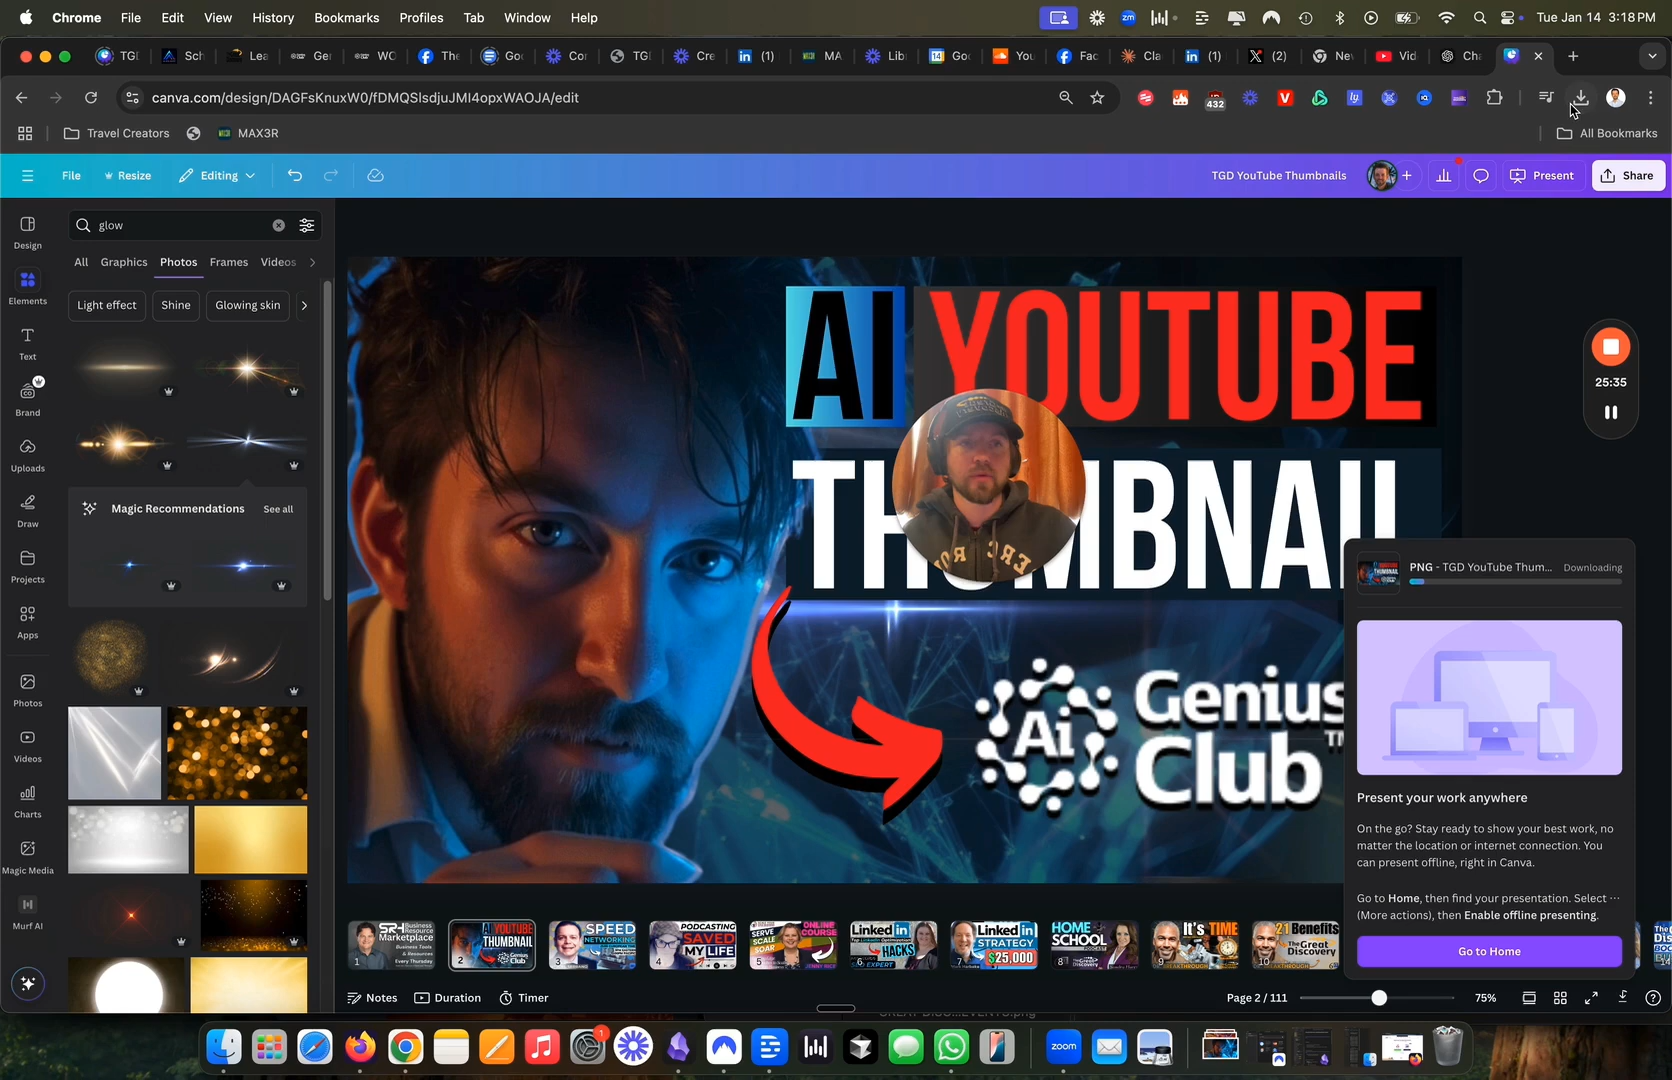 Chrome File Edit View History Bookmarks Profiles Tab Window Help
Tue Jan 14 3:18 PM
canva.com/design/DAGFsKnuxW0/fDMQSlsdjuJMI4opxWAOJA/edit
432
Travel Creators MAX3R All Bookmarks
File Resize Editing TGD YouTube Thumbnails Present Share
Design
Elements
Text
Brand
Uploads
Draw
Projects
Apps
Photos
Videos
Charts
Magic Media
Murf AI
glow
All Graphics Photos Frames Videos
Light effect Shine Glowing skin
Magic Recommendations See all
AI YOUTUBE
THUMBNAIL
Ai Genius
Club
25:35
PNG - TGD YouTube Thum... Downloading
Present your work anywhere
On the go? Stay ready to show your best work, no
matter the location or internet connection. You
can present offline, right in Canva.
Go to Home, then find your presentation. Select ···
(More actions), then Enable offline presenting.
Go to Home
Notes Duration Timer
Page 2 / 111 75%
zoom